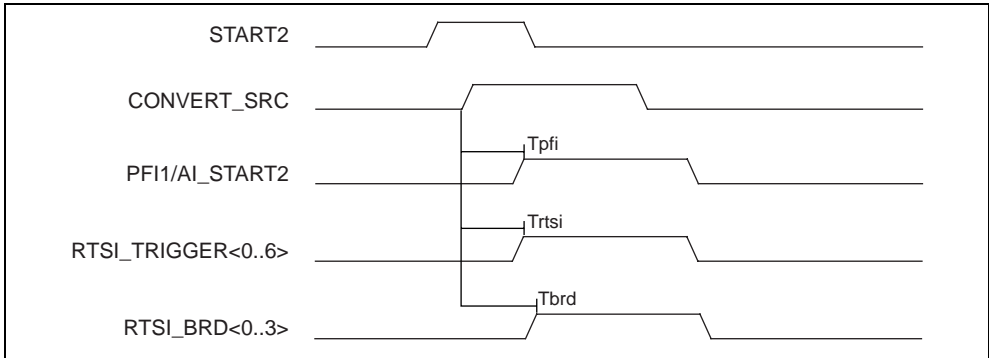 START2
CONVERT_SRC
Tpfi
PFI1/AI_START2
Trtsi
RTSI_TRIGGER<0..6>
Tbrd
RTSI_BRD<0..3>